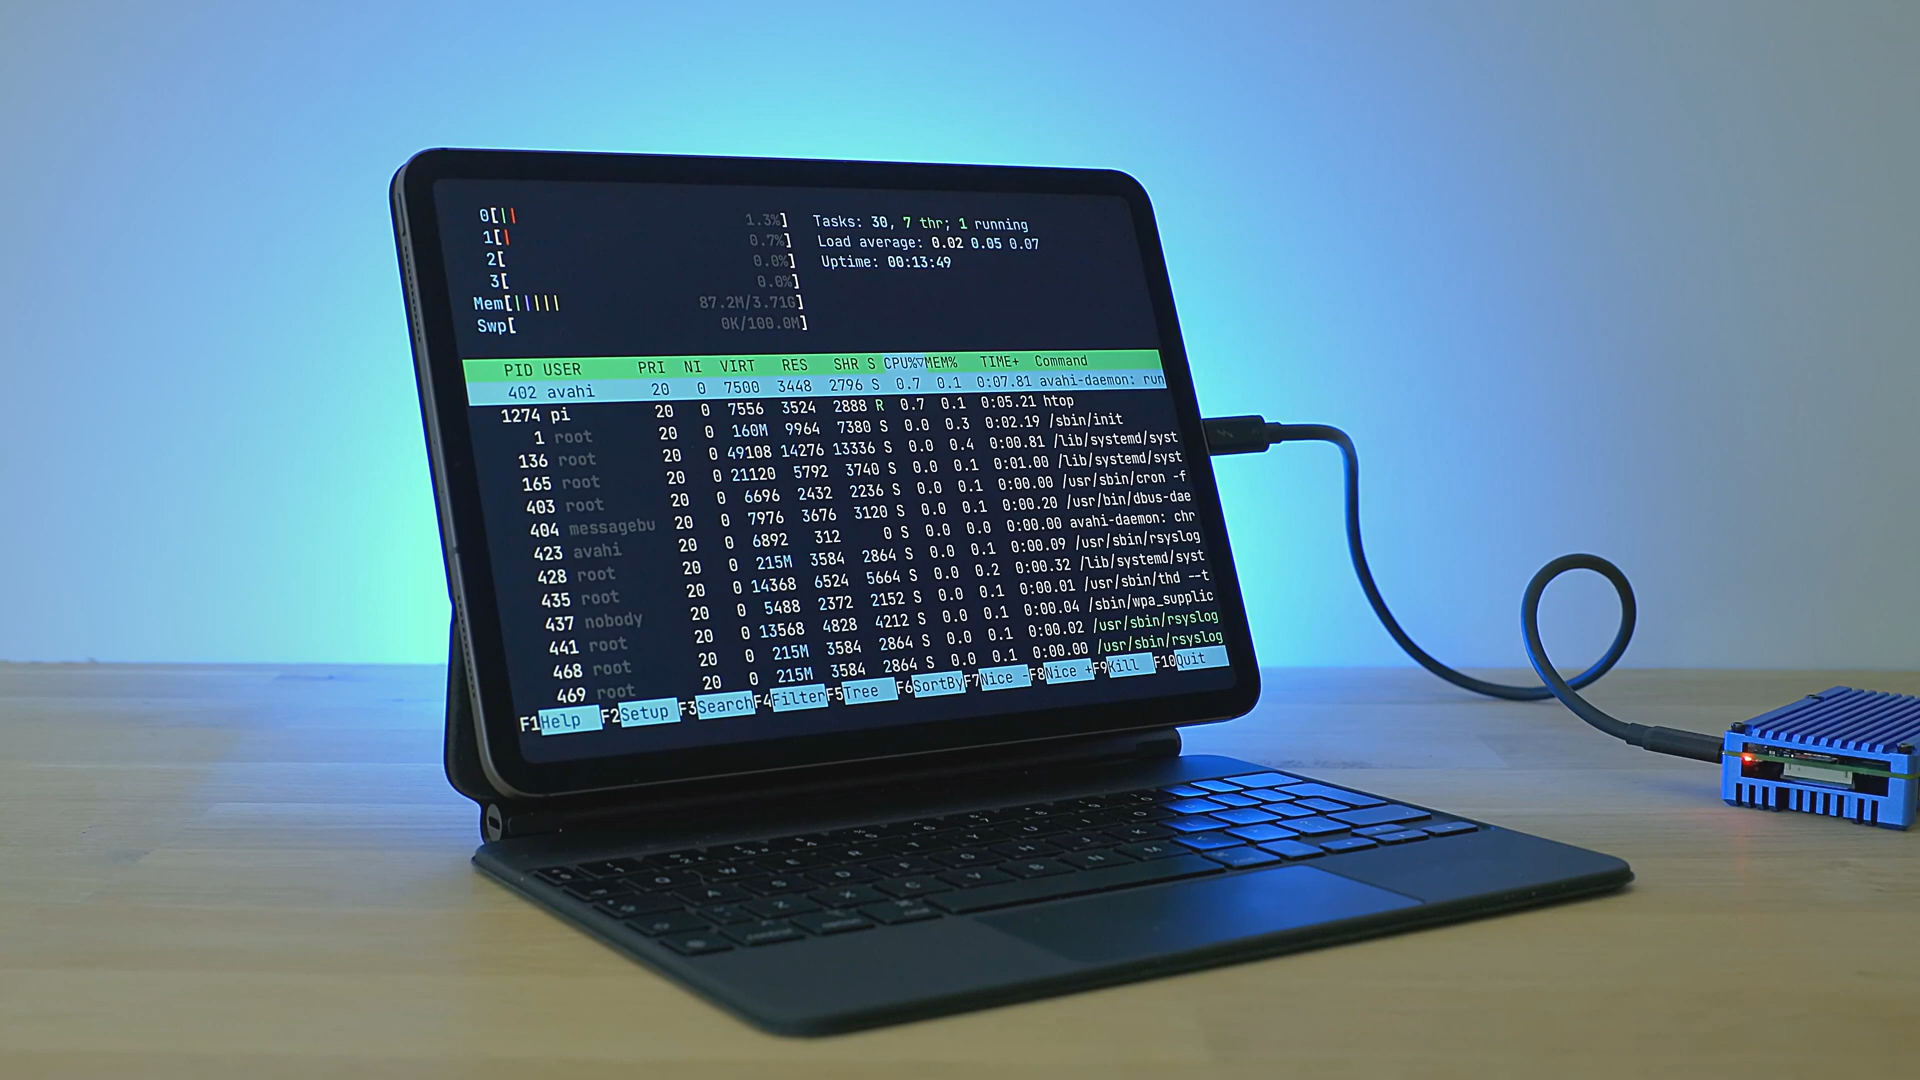 0[|| 1.3%] Tasks: 30, 7 thr; 1 running
1[| 0.7%] Load average: 0.02 0.05 0.07
2[ 0.0%] Uptime: 00:13:49
3[ 0.0%]
Mem[||||| 87.2M/3.71G]
Swp[ 0K/100.0M]
PID USER PRI NI VIRT RES SHR S CPU%▽MEM% TIME+ Command
402 avahi 20 0 7500 3448 2796 S 0.7 0.1 0:07.81 avahi-daemon: run
1274 pi 20 0 7556 3524 2888 R 0.7 0.1 0:05.21 htop
1 root 20 0 160M 9964 7380 S 0.0 0.3 0:02.19 /sbin/init
136 root 20 0 49108 14276 13336 S 0.0 0.4 0:00.81 /lib/systemd/syst
165 root 20 0 21120 5792 3740 S 0.0 0.1 0:01.00 /lib/systemd/syst
403 root 20 0 6696 2432 2236 S 0.0 0.1 0:00.00 /usr/sbin/cron -f
404 messagebu 20 0 7976 3676 3120 S 0.0 0.1 0:00.20 /usr/bin/dbus-dae
423 avahi 20 0 6892 312 0 S 0.0 0.0 0:00.00 avahi-daemon: chr
428 root 20 0 215M 3584 2864 S 0.0 0.1 0:00.09 /usr/sbin/rsyslog
435 root 20 0 14368 6524 5664 S 0.0 0.2 0:00.32 /lib/systemd/syst
437 nobody 20 0 5488 2372 2152 S 0.0 0.1 0:00.01 /usr/sbin/thd --t
441 root 20 0 13568 4828 4212 S 0.0 0.1 0:00.04 /sbin/wpa_supplic
468 root 20 0 215M 3584 2864 S 0.0 0.1 0:00.02 /usr/sbin/rsyslog
469 root 20 0 215M 3584 2864 S 0.0 0.1 0:00.00 /usr/sbin/rsyslog
F1Help F2Setup F3Search F4Filter F5Tree F6SortBy F7Nice - F8Nice + F9Kill F10Quit
Q W E R T
A S D F G H
Z X C V B N M